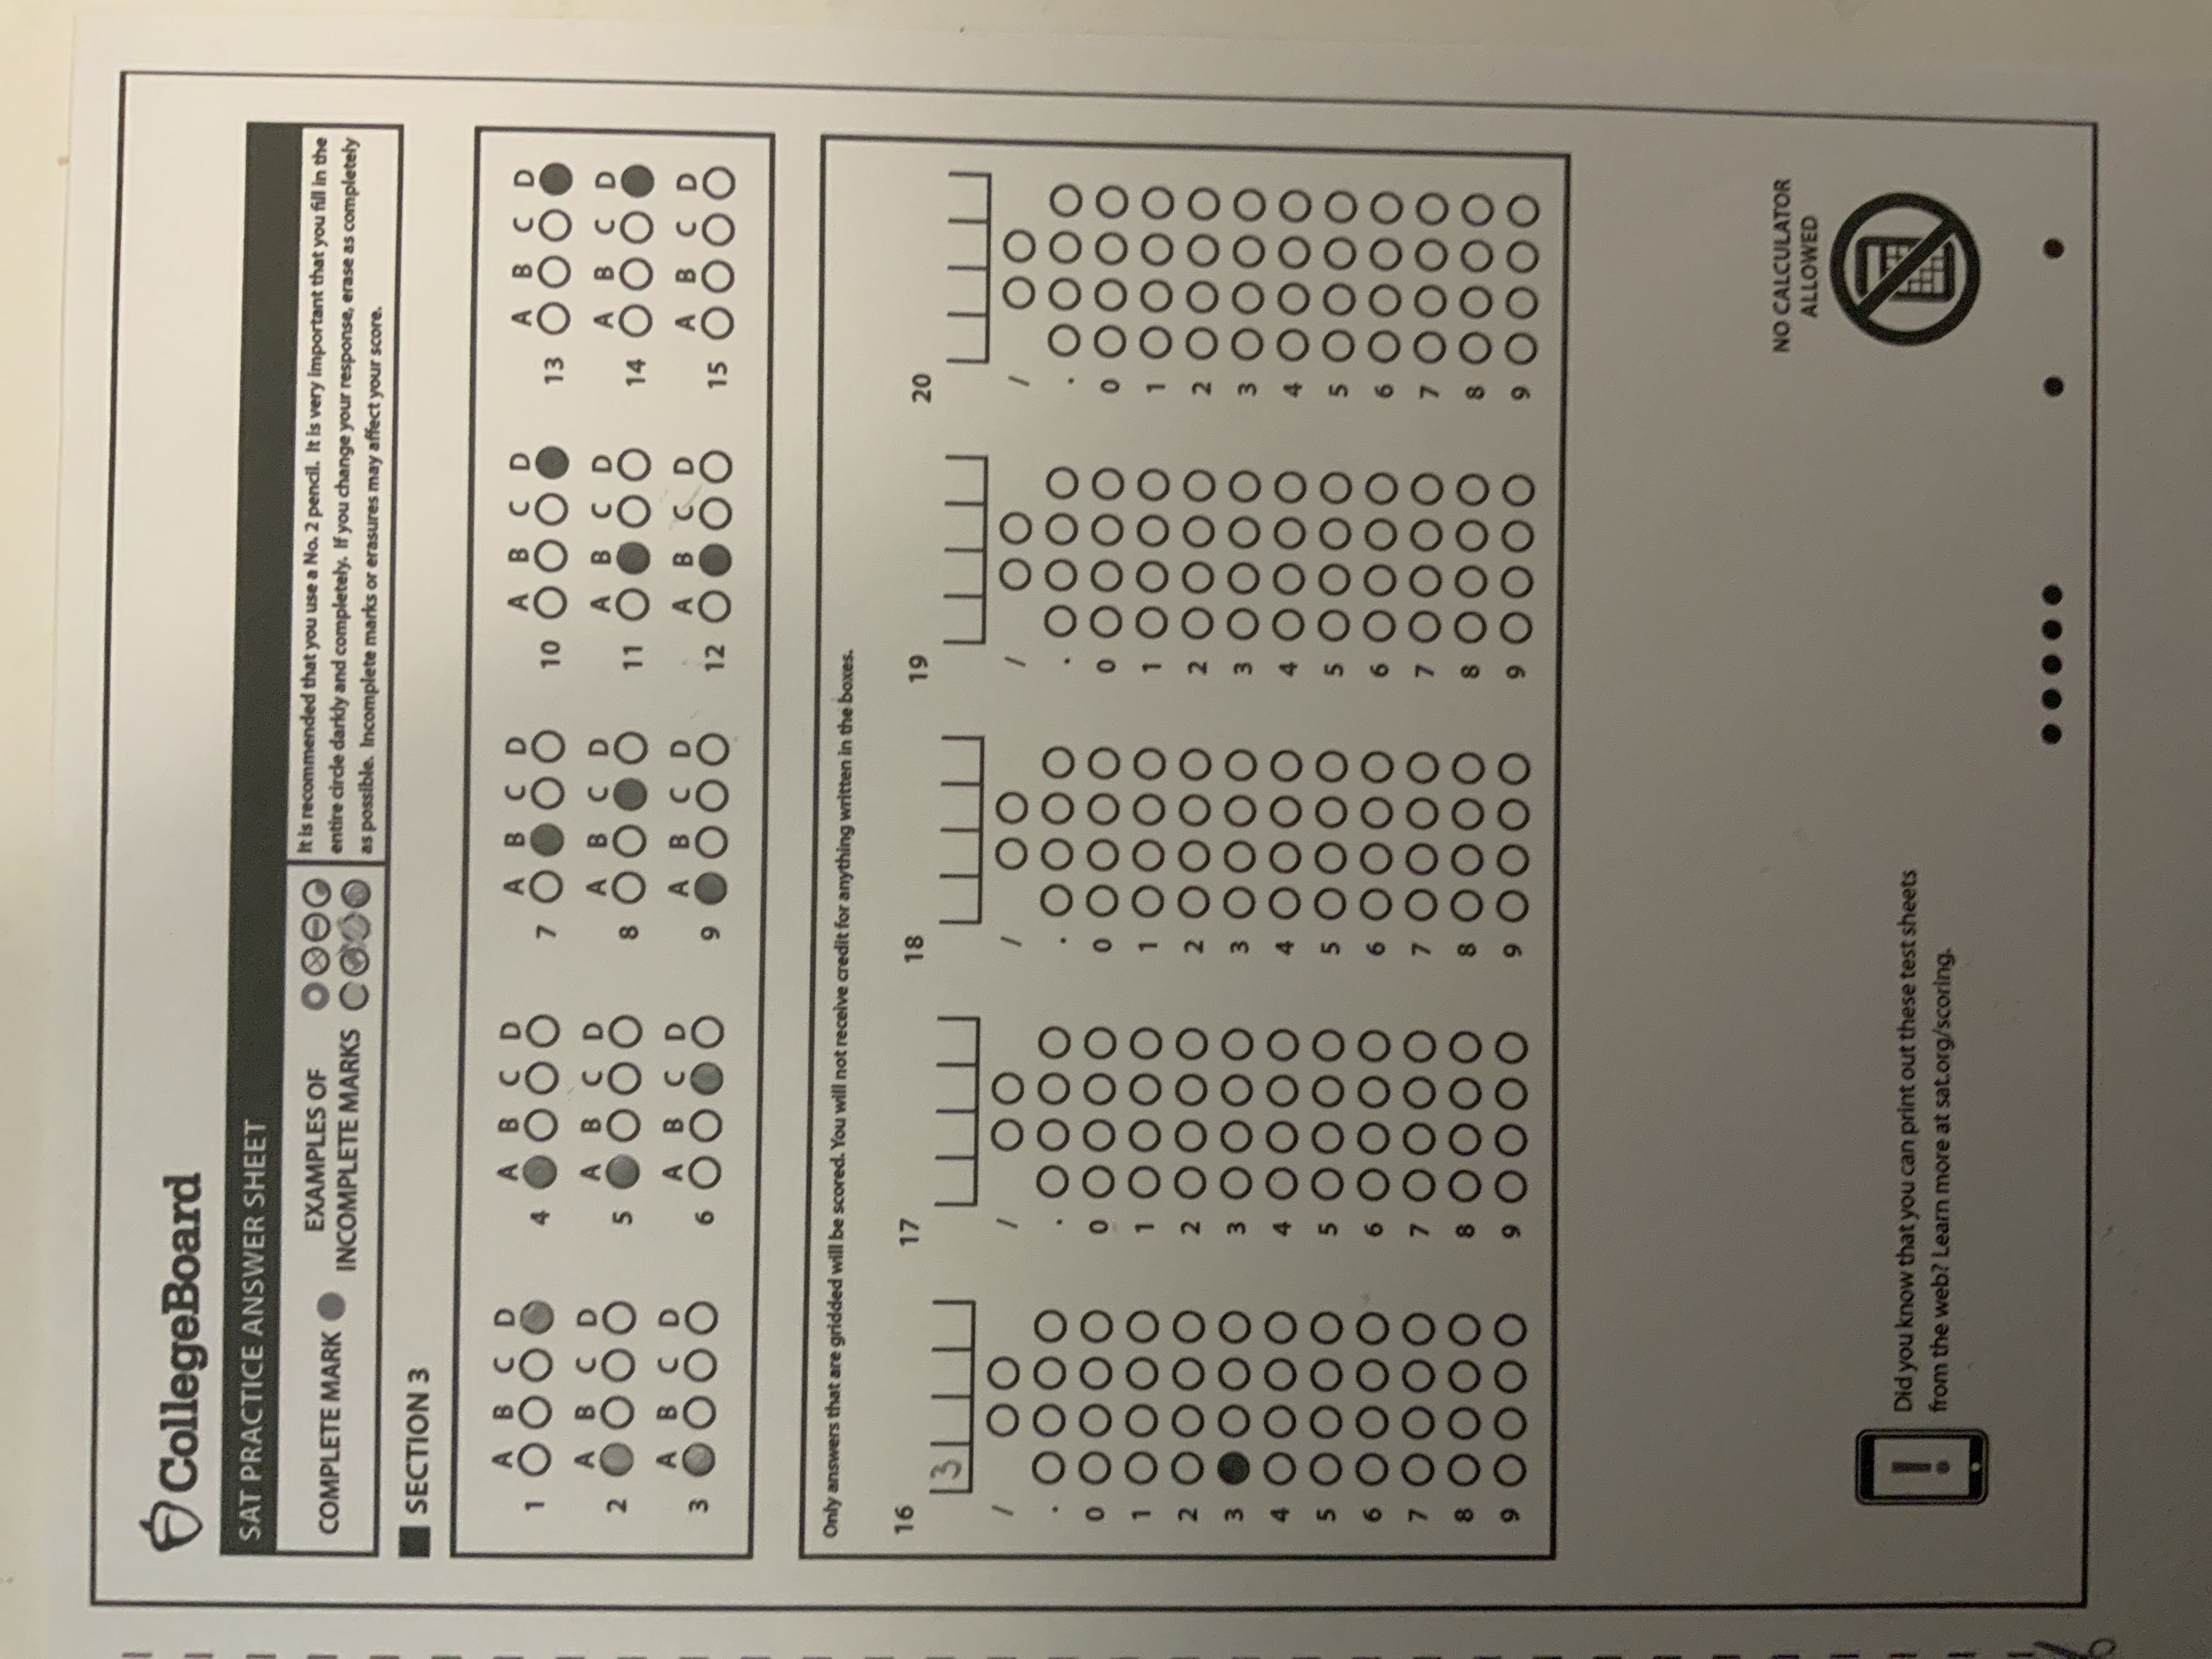 CollegeBoard
SAT PRACTICE ANSWER SHEET
COMPLETE MARK
EXAMPLES OF
INCOMPLETE MARKS
It is recommended that you use a No. 2 pencil. It is very important that you fill in the
entire circle darkly and completely. If you change your response, erase as completely
as possible. Incomplete marks or erasures may affect your score.
SECTION 3
A B C D A B C D A B C D A B C D A B C D
1 4 7 10 13
A B C D A B C D A B C D A B C D A B C D
2 5 8 11 14
A B C D A B C D A B C D A B C D A B C D
3 6 9 12 15
Only answers that are gridded will be scored. You will not receive credit for anything written in the boxes.
16 17 18 19 20
3
/ / / / /
. . . . .
0 0 0 0 0
1 1 1 1 1
2 2 2 2 2
3 3 3 3 3
4 4 4 4 4
5 5 5 5 5
6 6 6 6 6
7 7 7 7 7
8 8 8 8 8
9 9 9 9 9
NO CALCULATOR
ALLOWED
!
Did you know that you can print out these test sheets
from the web? Learn more at sat.org/scoring.